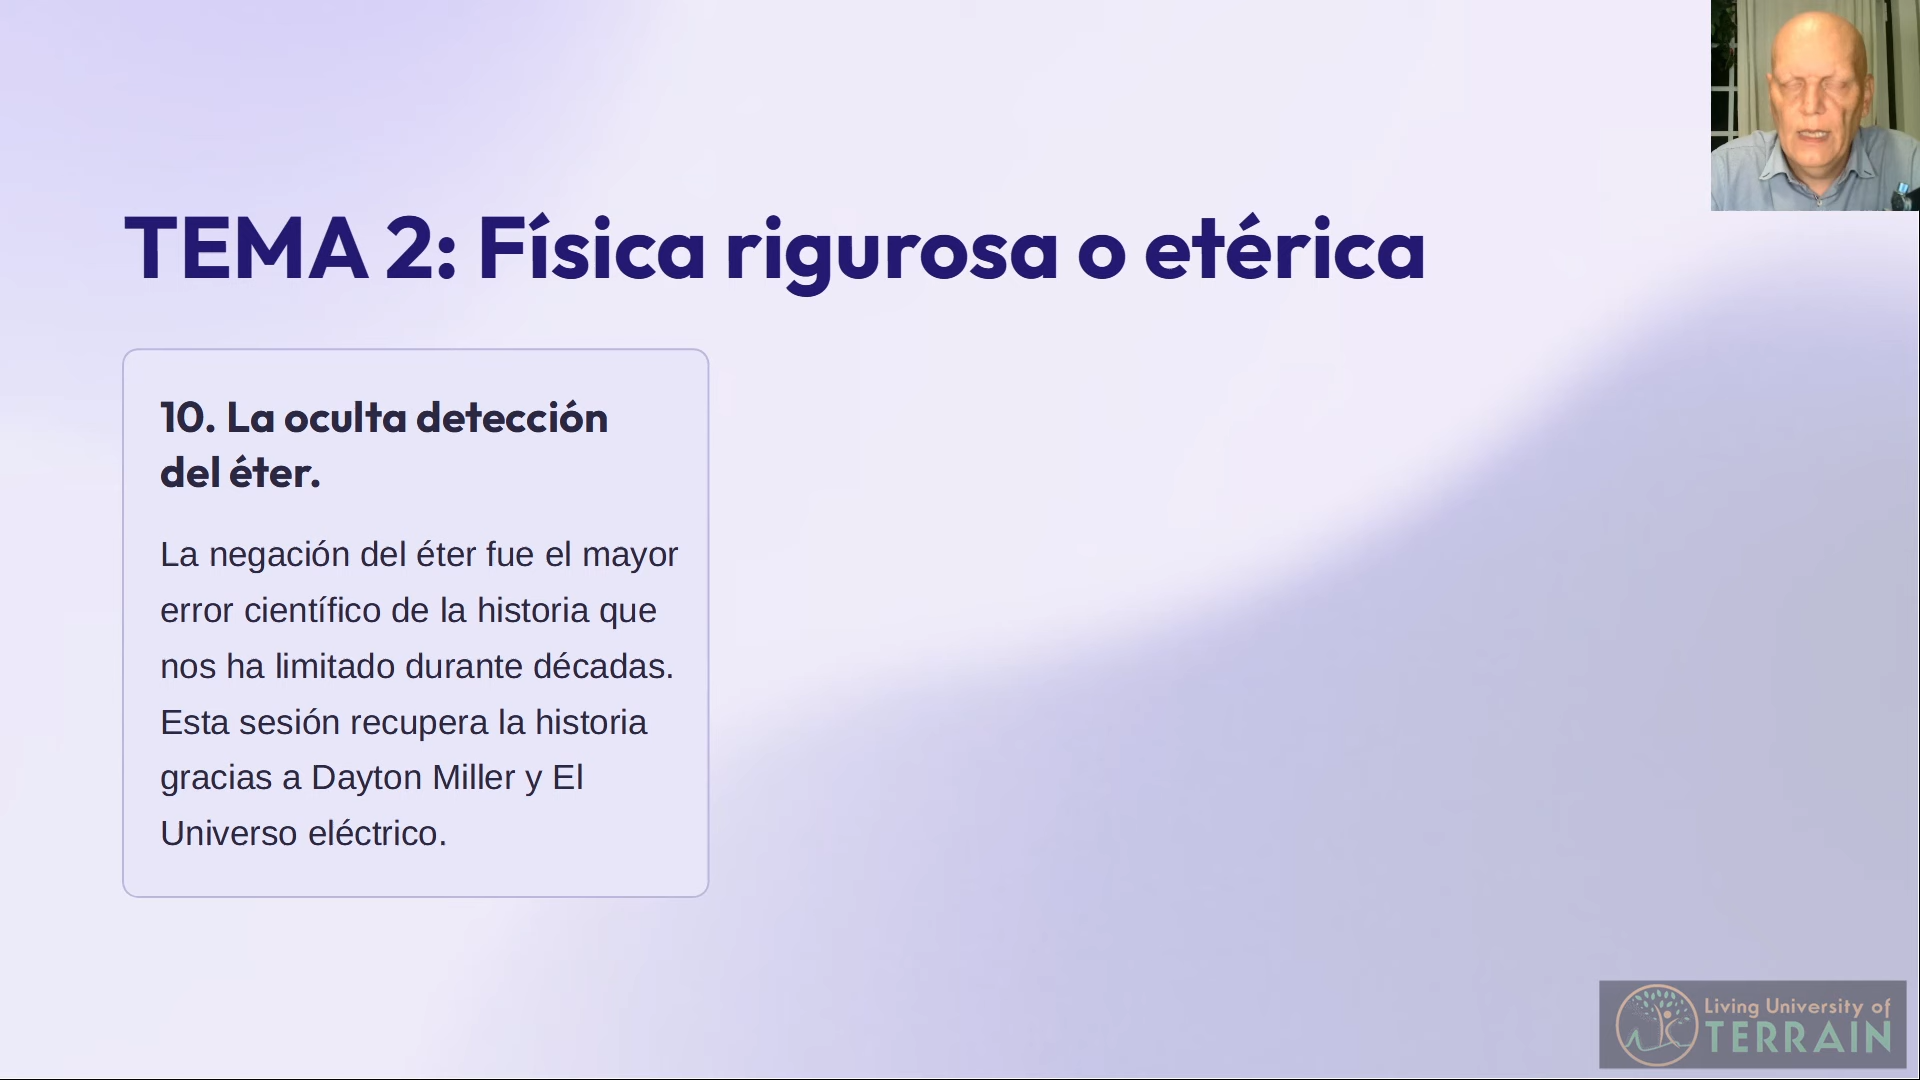 TEMA 2: Física rigurosa o etérica
10. La oculta detección
del éter.
La negación del éter fue el mayor
error científico de la historia que
nos ha limitado durante décadas.
Esta sesión recupera la historia
gracias a Dayton Miller y El
Universo eléctrico.
Living University of
TERRAIN